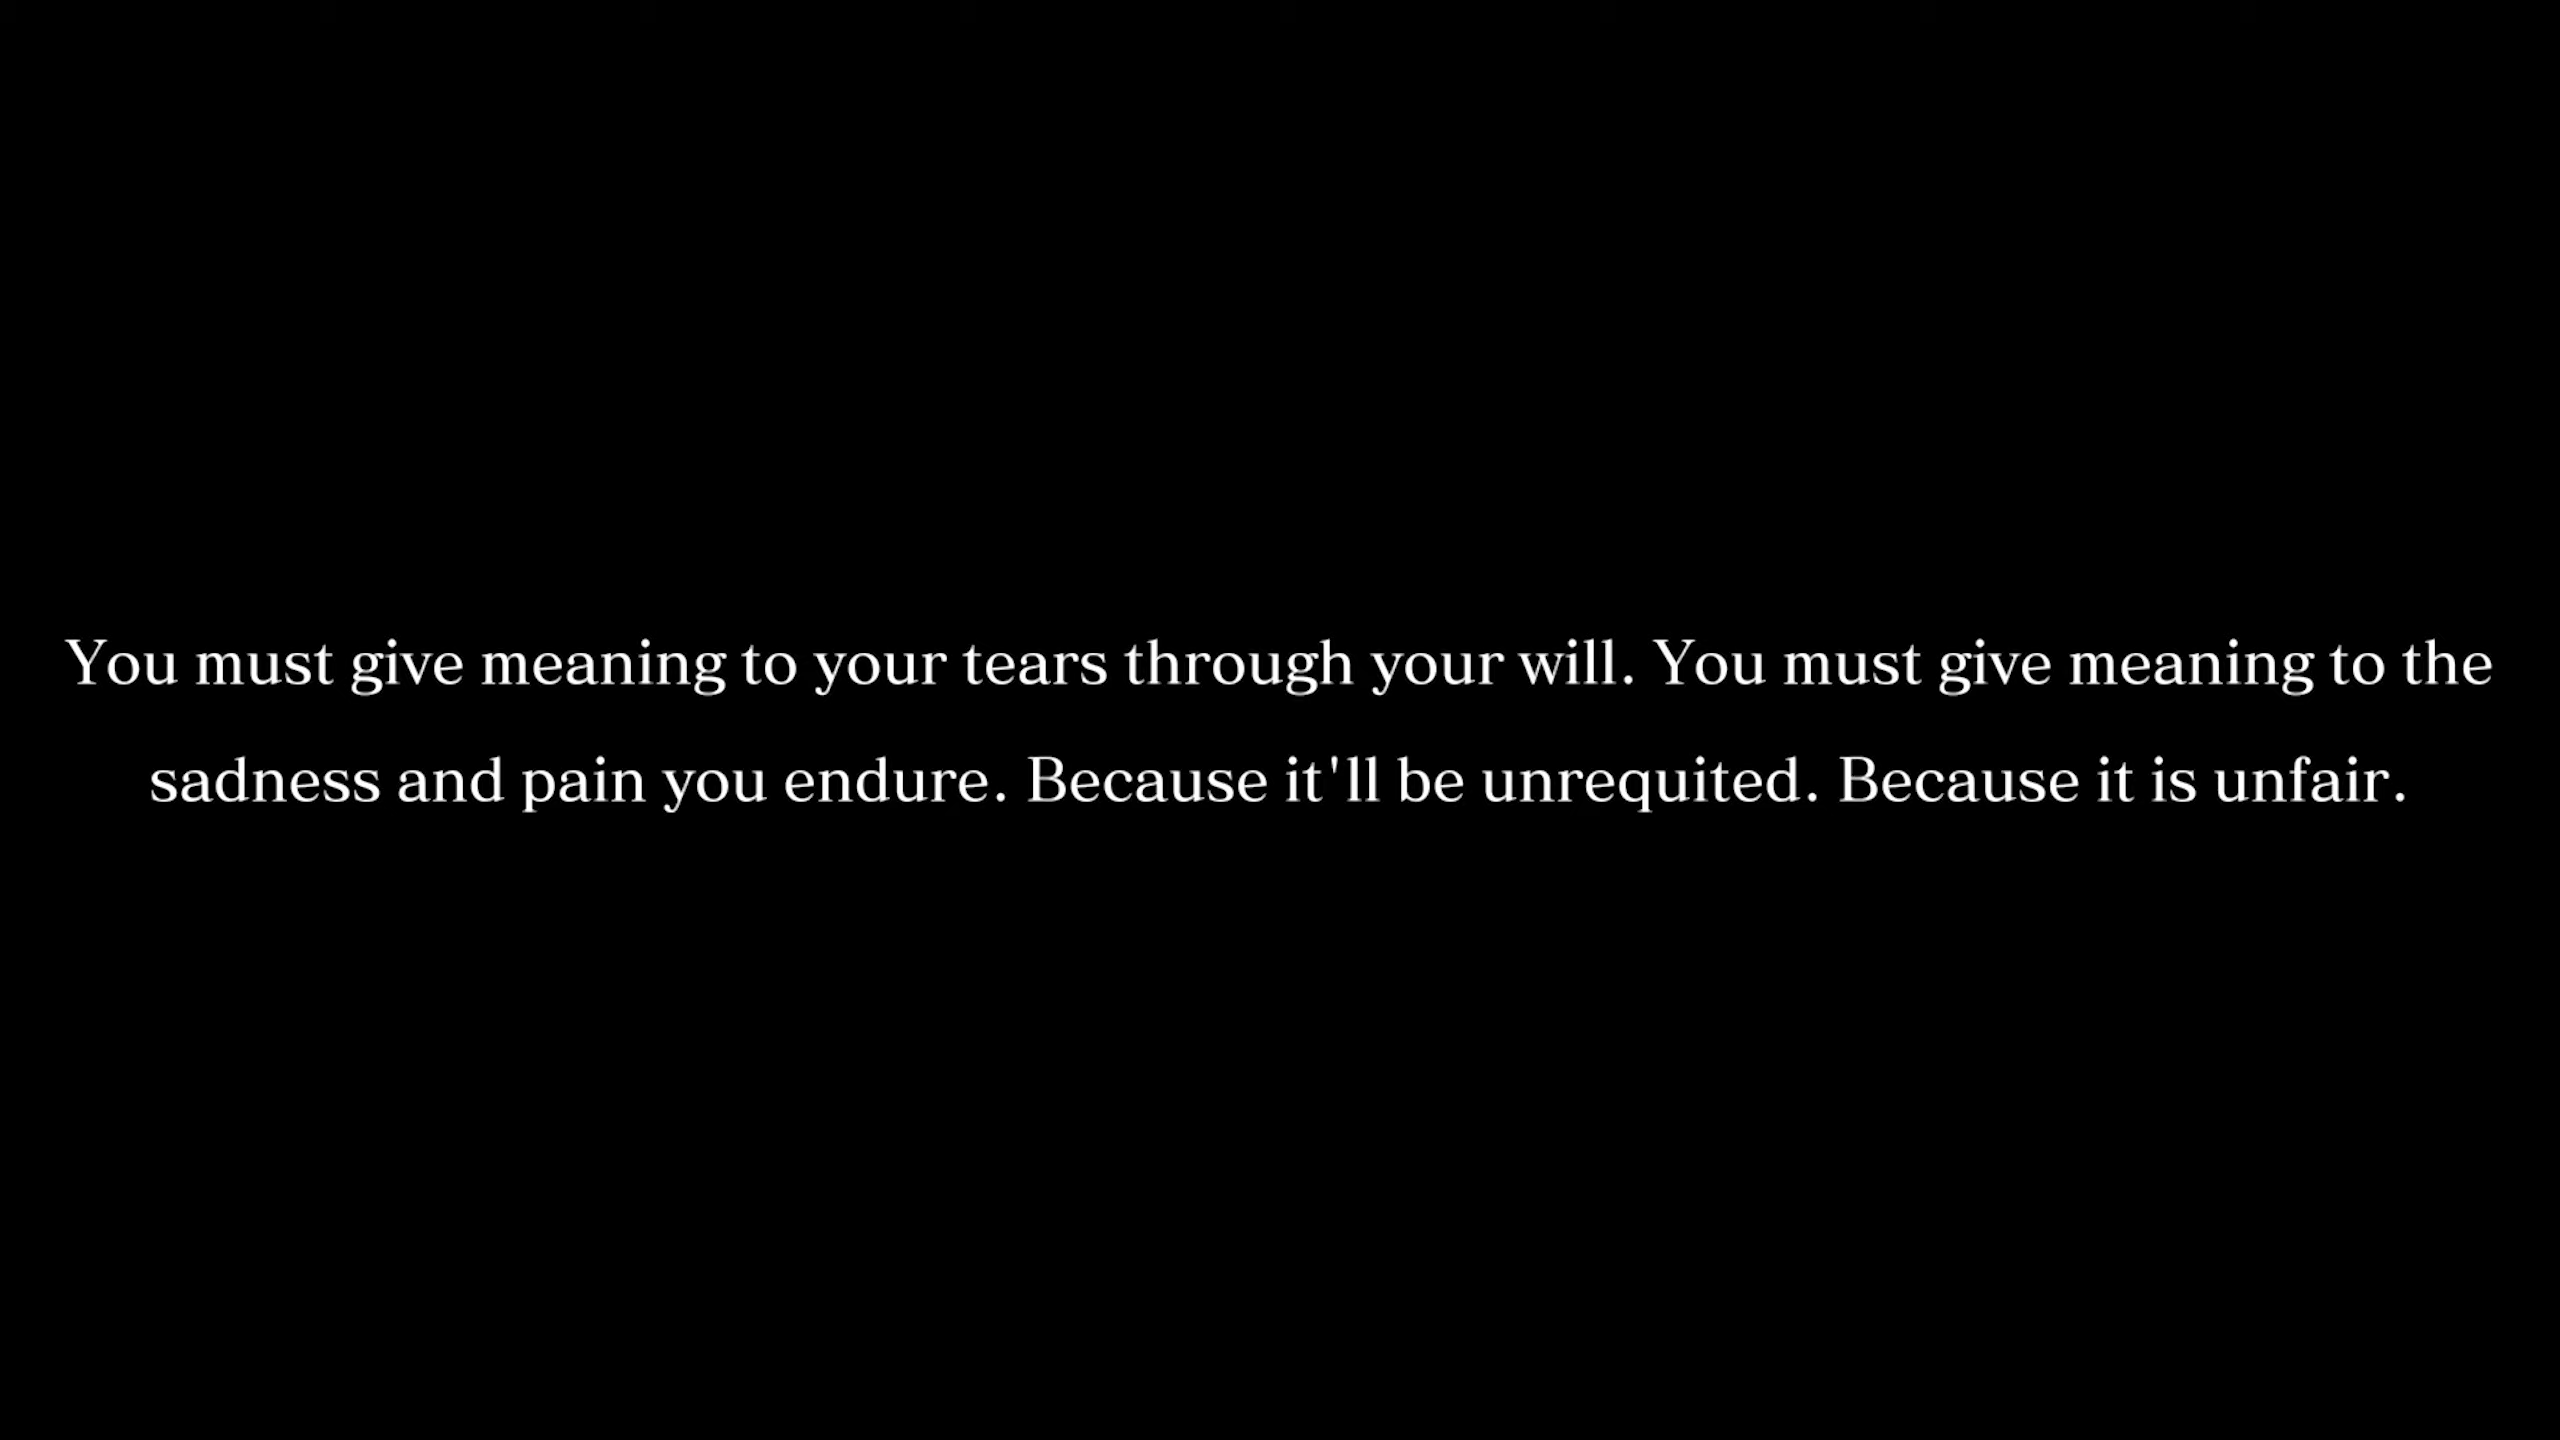 You must give meaning to your tears through your will. You must give meaning to the
sadness and pain you endure. Because it'll be unrequited. Because it is unfair.